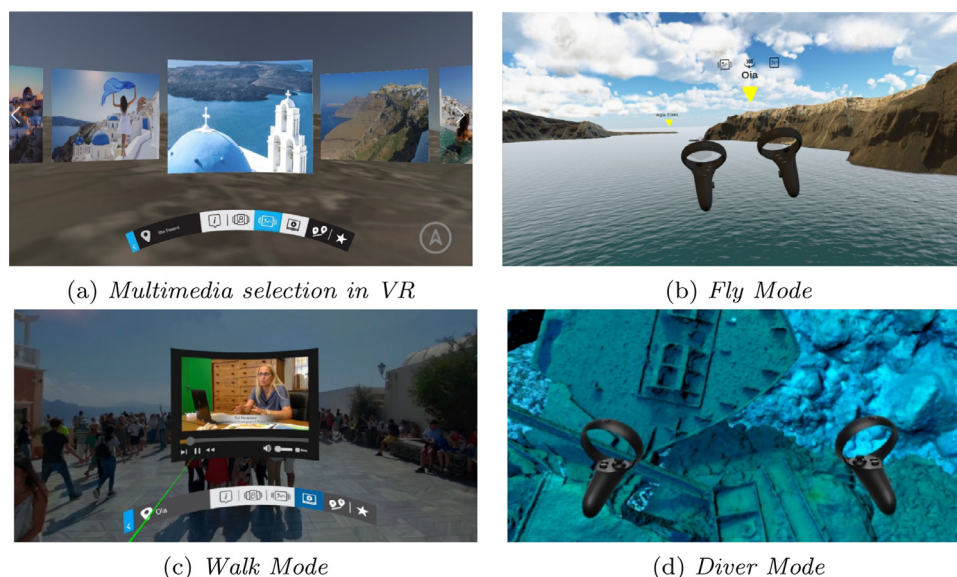 (a) Multimedia selection in VR
Oia
(b) Fly Mode
Oia
(c) Walk Mode
(d) Diver Mode